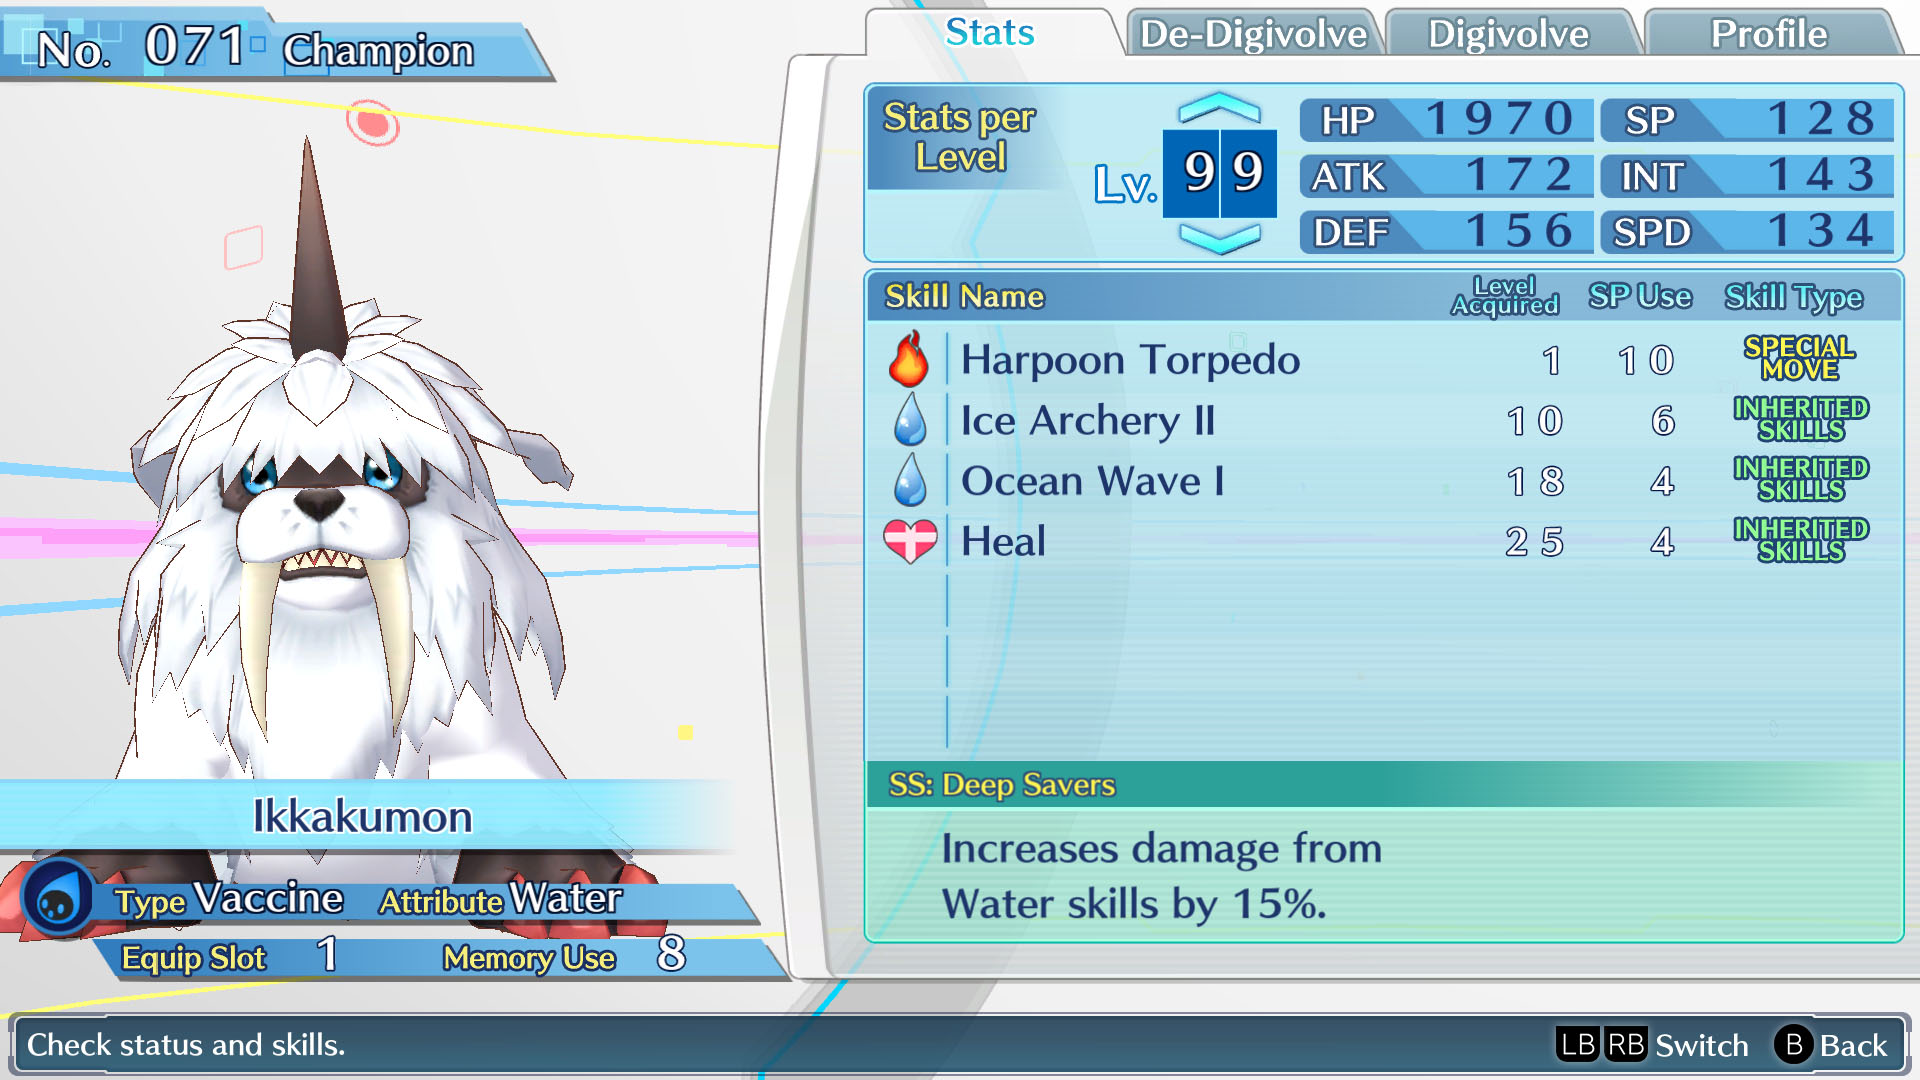 No. 071 Champion
Stats
De-Digivolve
Digivolve
Profile
Stats per
Level
Lv. 99
HP 1970
SP 128
ATK 172
INT 143
DEF 156
SPD 134
Skill Name
Level
Acquired
SP Use
Skill Type
Harpoon Torpedo 1 10 SPECIAL
MOVE
Ice Archery II 10 6 INHERITED
SKILLS
Ocean Wave I 18 4 INHERITED
SKILLS
Heal 25 4 INHERITED
SKILLS
SS: Deep Savers
Increases damage from
Water skills by 15%.
Ikkakumon
Type Vaccine Attribute Water
Equip Slot 1 Memory Use 8
Check status and skills.
LB RB Switch B Back